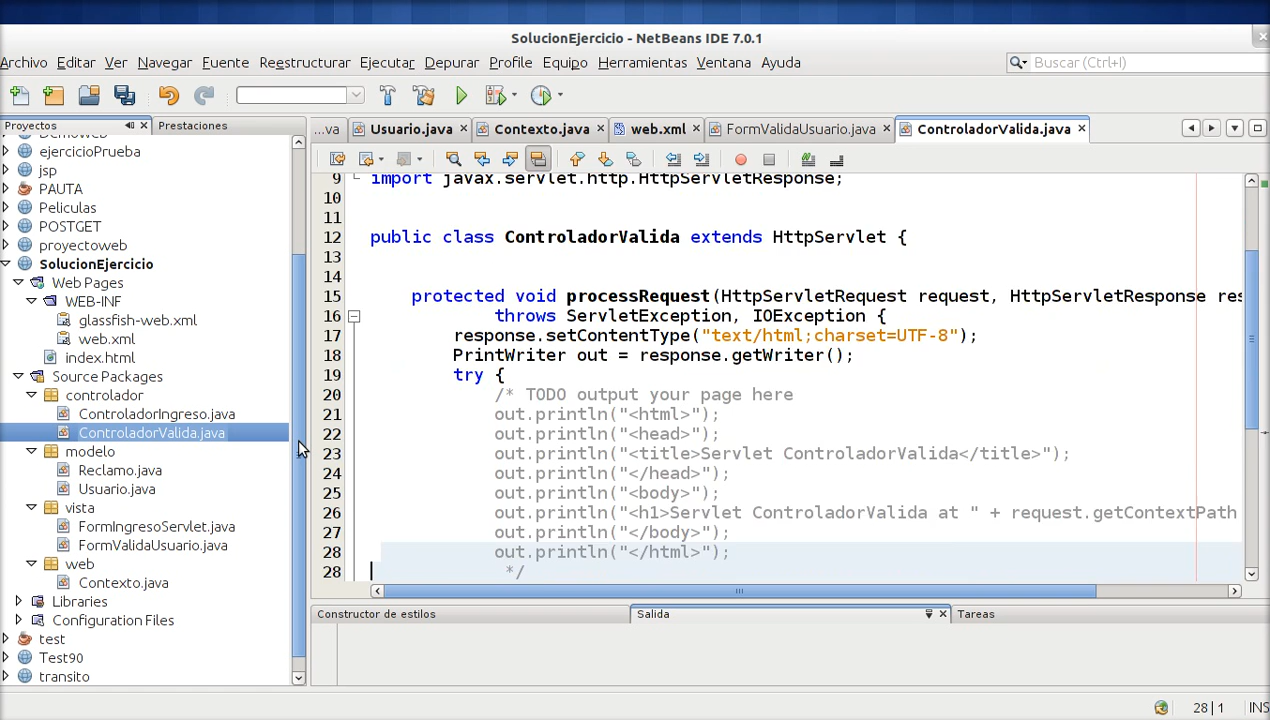 SolucionEjercicio - NetBeans IDE 7.0.1
Archivo Editar Ver Navegar Fuente Reestructurar Ejecutar Depurar Profile Equipo Herramientas Ventana Ayuda
Buscar (Ctrl+I)
Proyectos
Prestaciones
...va
Usuario.java
Contexto.java
web.xml
FormValidaUsuario.java
ControladorValida.java
DemoWeb
ejercicioPrueba
jsp
PAUTA
Peliculas
POSTGET
proyectoweb
SolucionEjercicio
Web Pages
WEB-INF
glassfish-web.xml
web.xml
index.html
Source Packages
controlador
ControladorIngreso.java
ControladorValida.java
modelo
Reclamo.java
Usuario.java
vista
FormIngresoServlet.java
FormValidaUsuario.java
web
Contexto.java
Libraries
Configuration Files
test
Test90
transito
9 import javax.servlet.http.HttpServletResponse;
10
11
12 public class ControladorValida extends HttpServlet {
13
14
15 protected void processRequest(HttpServletRequest request, HttpServletResponse res
16 throws ServletException, IOException {
17 response.setContentType("text/html;charset=UTF-8");
18 PrintWriter out = response.getWriter();
19 try {
20 /* TODO output your page here
21 out.println("<html>");
22 out.println("<head>");
23 out.println("<title>Servlet ControladorValida</title>");
24 out.println("</head>");
25 out.println("<body>");
26 out.println("<h1>Servlet ControladorValida at " + request.getContextPath
27 out.println("</body>");
28 out.println("</html>");
28 */
Constructor de estilos
Salida
Tareas
28|1 INS